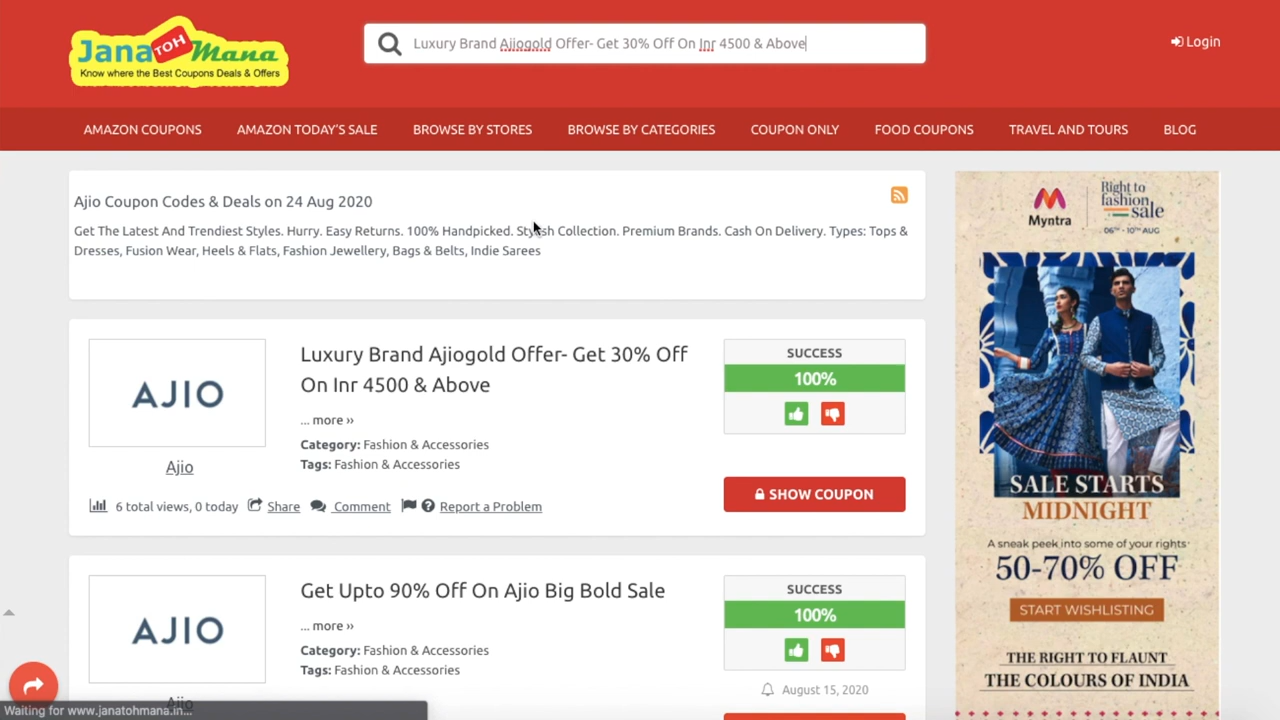 Jana TOH Mana
Know where the Best Coupons Deals & Offers
Luxury Brand Ajiogold Offer- Get 30% Off On Inr 4500 & Above
Login
AMAZON COUPONS
AMAZON TODAY'S SALE
BROWSE BY STORES
BROWSE BY CATEGORIES
COUPON ONLY
FOOD COUPONS
TRAVEL AND TOURS
BLOG
Ajio Coupon Codes & Deals on 24 Aug 2020
Get The Latest And Trendiest Styles. Hurry. Easy Returns. 100% Handpicked. Stylish Collection. Premium Brands. Cash On Delivery. Types: Tops &
Dresses, Fusion Wear, Heels & Flats, Fashion Jewellery, Bags & Belts, Indie Sarees
AJIO
Ajio
Luxury Brand Ajiogold Offer- Get 30% Off
On Inr 4500 & Above
... more ››
Category: Fashion & Accessories
Tags: Fashion & Accessories
6 total views, 0 today
Share
Comment
Report a Problem
SUCCESS
100%
SHOW COUPON
AJIO
Ajio
Get Upto 90% Off On Ajio Big Bold Sale
... more ››
Category: Fashion & Accessories
Tags: Fashion & Accessories
SUCCESS
100%
August 15, 2020
Waiting for www.janatohmana.in...
Myntra
Right to
fashion
sale
06TH - 10TH AUG
SALE STARTS
MIDNIGHT
A sneak peek into some of your rights
50-70% OFF
START WISHLISTING
THE RIGHT TO FLAUNT
THE COLOURS OF INDIA